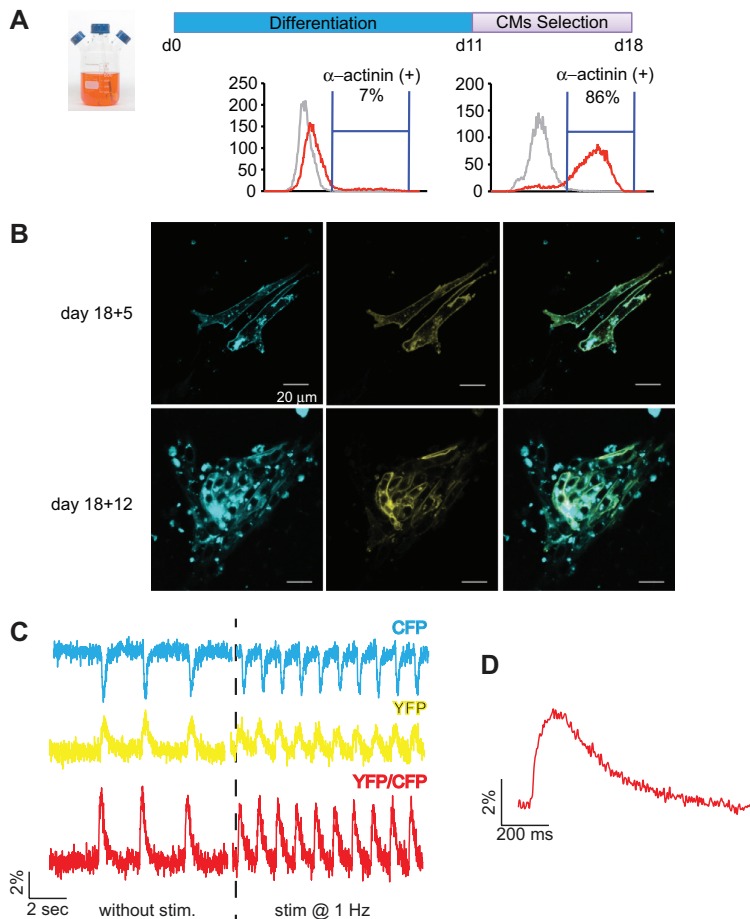 A
Differentiation
CMs Selection
d0
d11
d18
α−actinin (+)
7%
250
200
150
100
50
0
α−actinin (+)
86%
200
150
100
50
0
B
day 18+5
20 μm
day 18+12
C
CFP
YFP
YFP/CFP
2%
2 sec
without stim.
stim @ 1 Hz
D
2%
200 ms